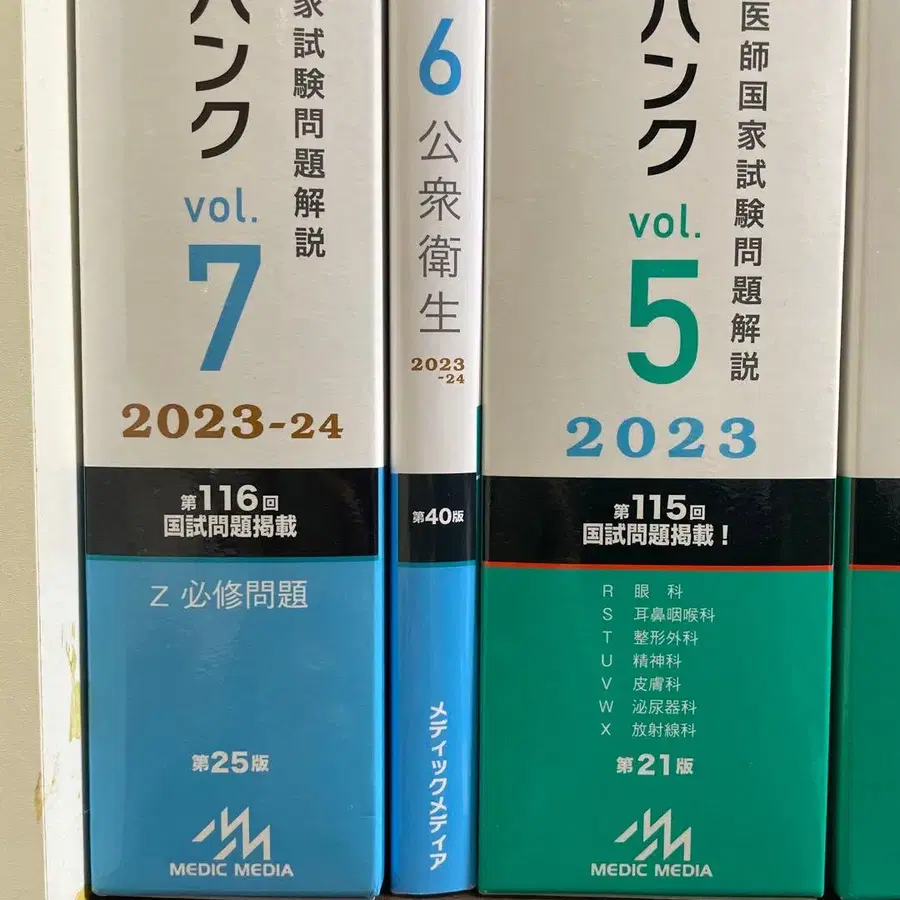 ハンク
家試験問題解説
vol.
7
2023-24
第116回
国試問題掲載
Z 必修問題
第25版
MEDIC MEDIA
6
公衆衛生
2023
-24
第40版
メディックメディア
ハンク
医師国家試験問題解説
vol.
5
2023
第115回
国試問題掲載！
R 眼 科
S 耳鼻咽喉科
T 整形外科
U 精神科
V 皮膚科
W 泌尿器科
X 放射線科
第21版
MEDIC MEDIA